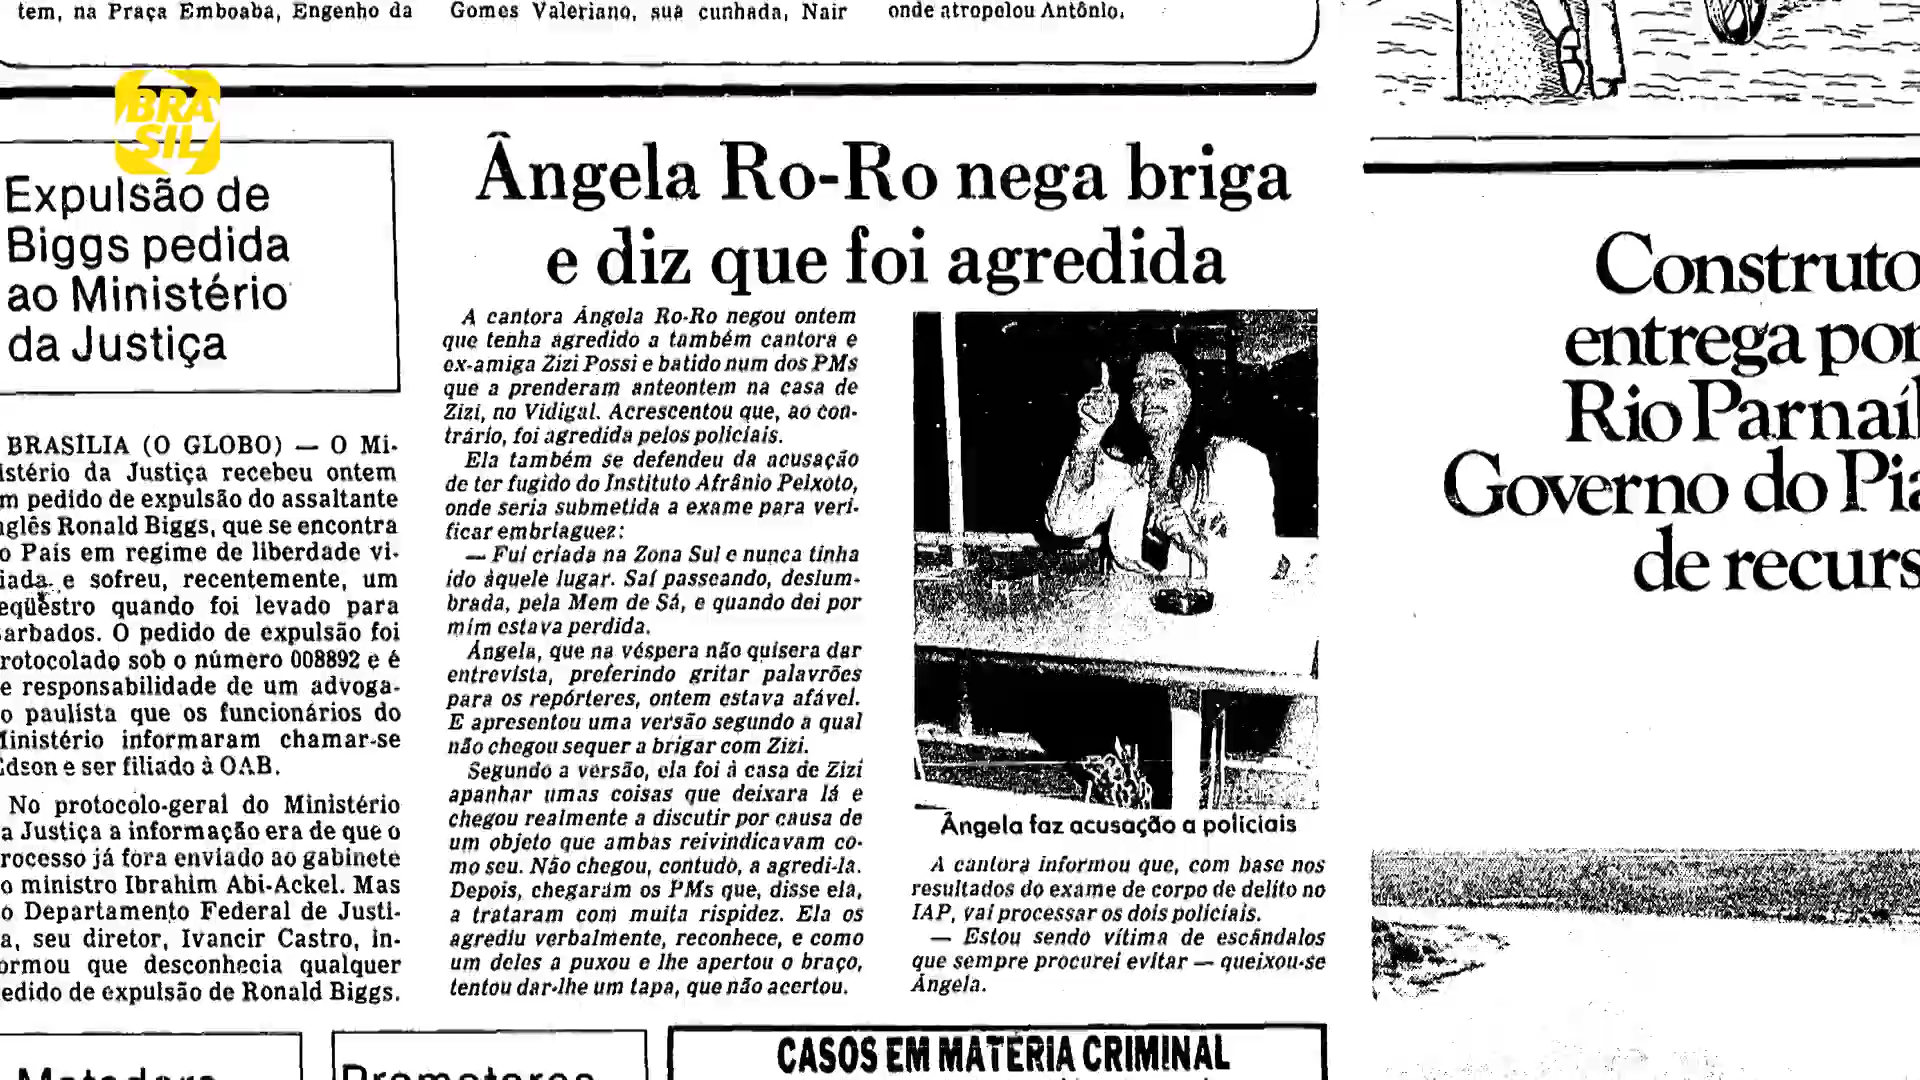 tem, na Praça Emboaba, Engenho da
Gomes Valeriano, sua cunhada, Nair
onde atropelou Antônio.
BRA
SIL
Expulsão de
Biggs pedida
ao Ministério
da Justiça
BRASÍLIA (O GLOBO) — O Mi-
istério da Justiça recebeu ontem
m pedido de expulsão do assaltante
nglês Ronald Biggs, que se encontra
o País em regime de liberdade vi-
iada e sofreu, recentemente, um
eqüestro quando foi levado para
arbados. O pedido de expulsão foi
rotocolado sob o número 008892 e é
e responsabilidade de um advoga-
o paulista que os funcionários do
Ministério informaram chamar-se
Edson e ser filiado à OAB.
No protocolo-geral do Ministério
a Justiça a informação era de que o
rocesso já fora enviado ao gabinete
o ministro Ibrahim Abi-Ackel. Mas
o Departamento Federal de Justi-
a, seu diretor, Ivancir Castro, in-
ormou que desconhecia qualquer
edido de expulsão de Ronald Biggs.
Ângela Ro-Ro nega briga
e diz que foi agredida
A cantora Ângela Ro-Ro negou ontem
que tenha agredido a também cantora e
ex-amiga Zizi Possi e batido num dos PMs
que a prenderam anteontem na casa de
Zizi, no Vidigal. Acrescentou que, ao con-
trário, foi agredida pelos policiais.
Ela também se defendeu da acusação
de ter fugido do Instituto Afrânio Peixoto,
onde seria submetida a exame para veri-
ficar embriaguez:
— Fui criada na Zona Sul e nunca tinha
ido àquele lugar. Saí passeando, deslum-
brada, pela Mem de Sá, e quando dei por
mim estava perdida.
Ângela, que na véspera não quisera dar
entrevista, preferindo gritar palavrões
para os repórteres, ontem estava afável.
E apresentou uma versão segundo a qual
não chegou sequer a brigar com Zizi.
Segundo a versão, ela foi à casa de Zizi
apanhar umas coisas que deixara lá e
chegou realmente a discutir por causa de
um objeto que ambas reivindicavam co-
mo seu. Não chegou, contudo, a agredi-la.
Depois, chegaram os PMs que, disse ela,
a trataram com muita rispidez. Ela os
agrediu verbalmente, reconhece, e como
um deles a puxou e lhe apertou o braço,
tentou dar-lhe um tapa, que não acertou.
Ângela faz acusação a policiais
A cantora informou que, com base nos
resultados do exame de corpo de delito no
IAP, vai processar os dois policiais.
— Estou sendo vítima de escândalos
que sempre procurei evitar — queixou-se
Ângela.
Construto
entrega por
Rio Parnaí
Governo do Pia
de recurs
CASOS EM MATÉRIA CRIMINAL